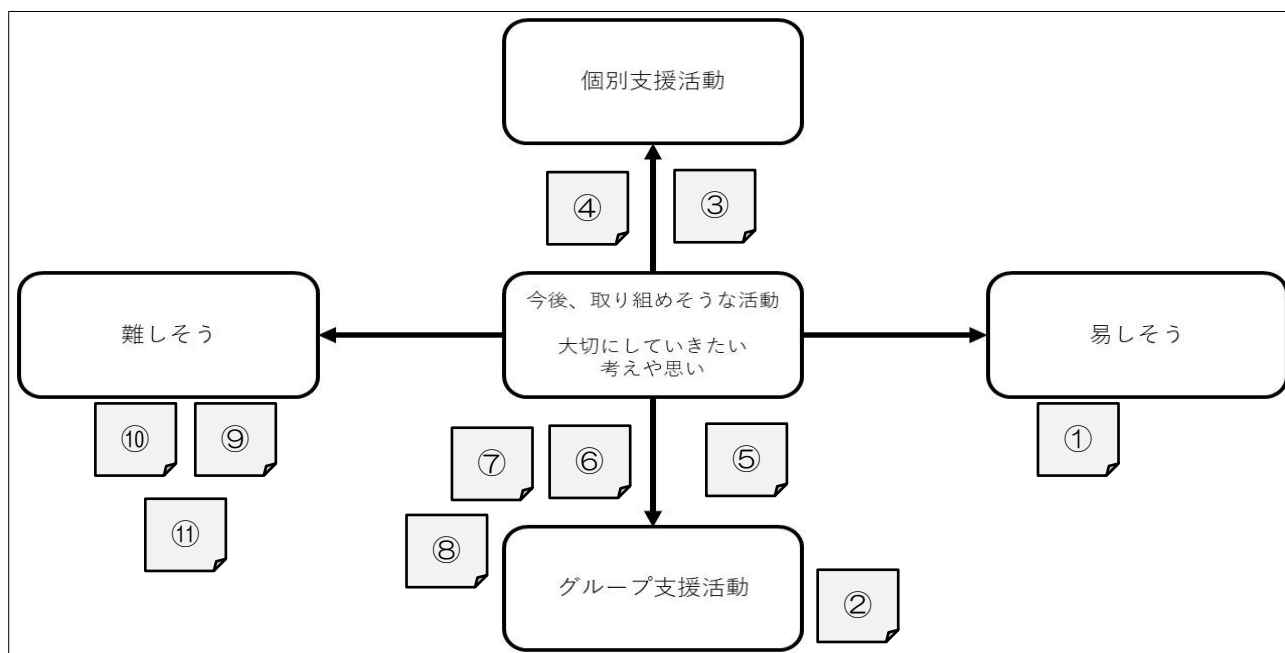 個別支援活動
④
③
今後、取り組めそうな活動
大切にしていきたい
考えや思い
難しそう
易しそう
⑩
⑨
⑦
⑥
⑤
①
⑪
⑧
グループ支援活動
②